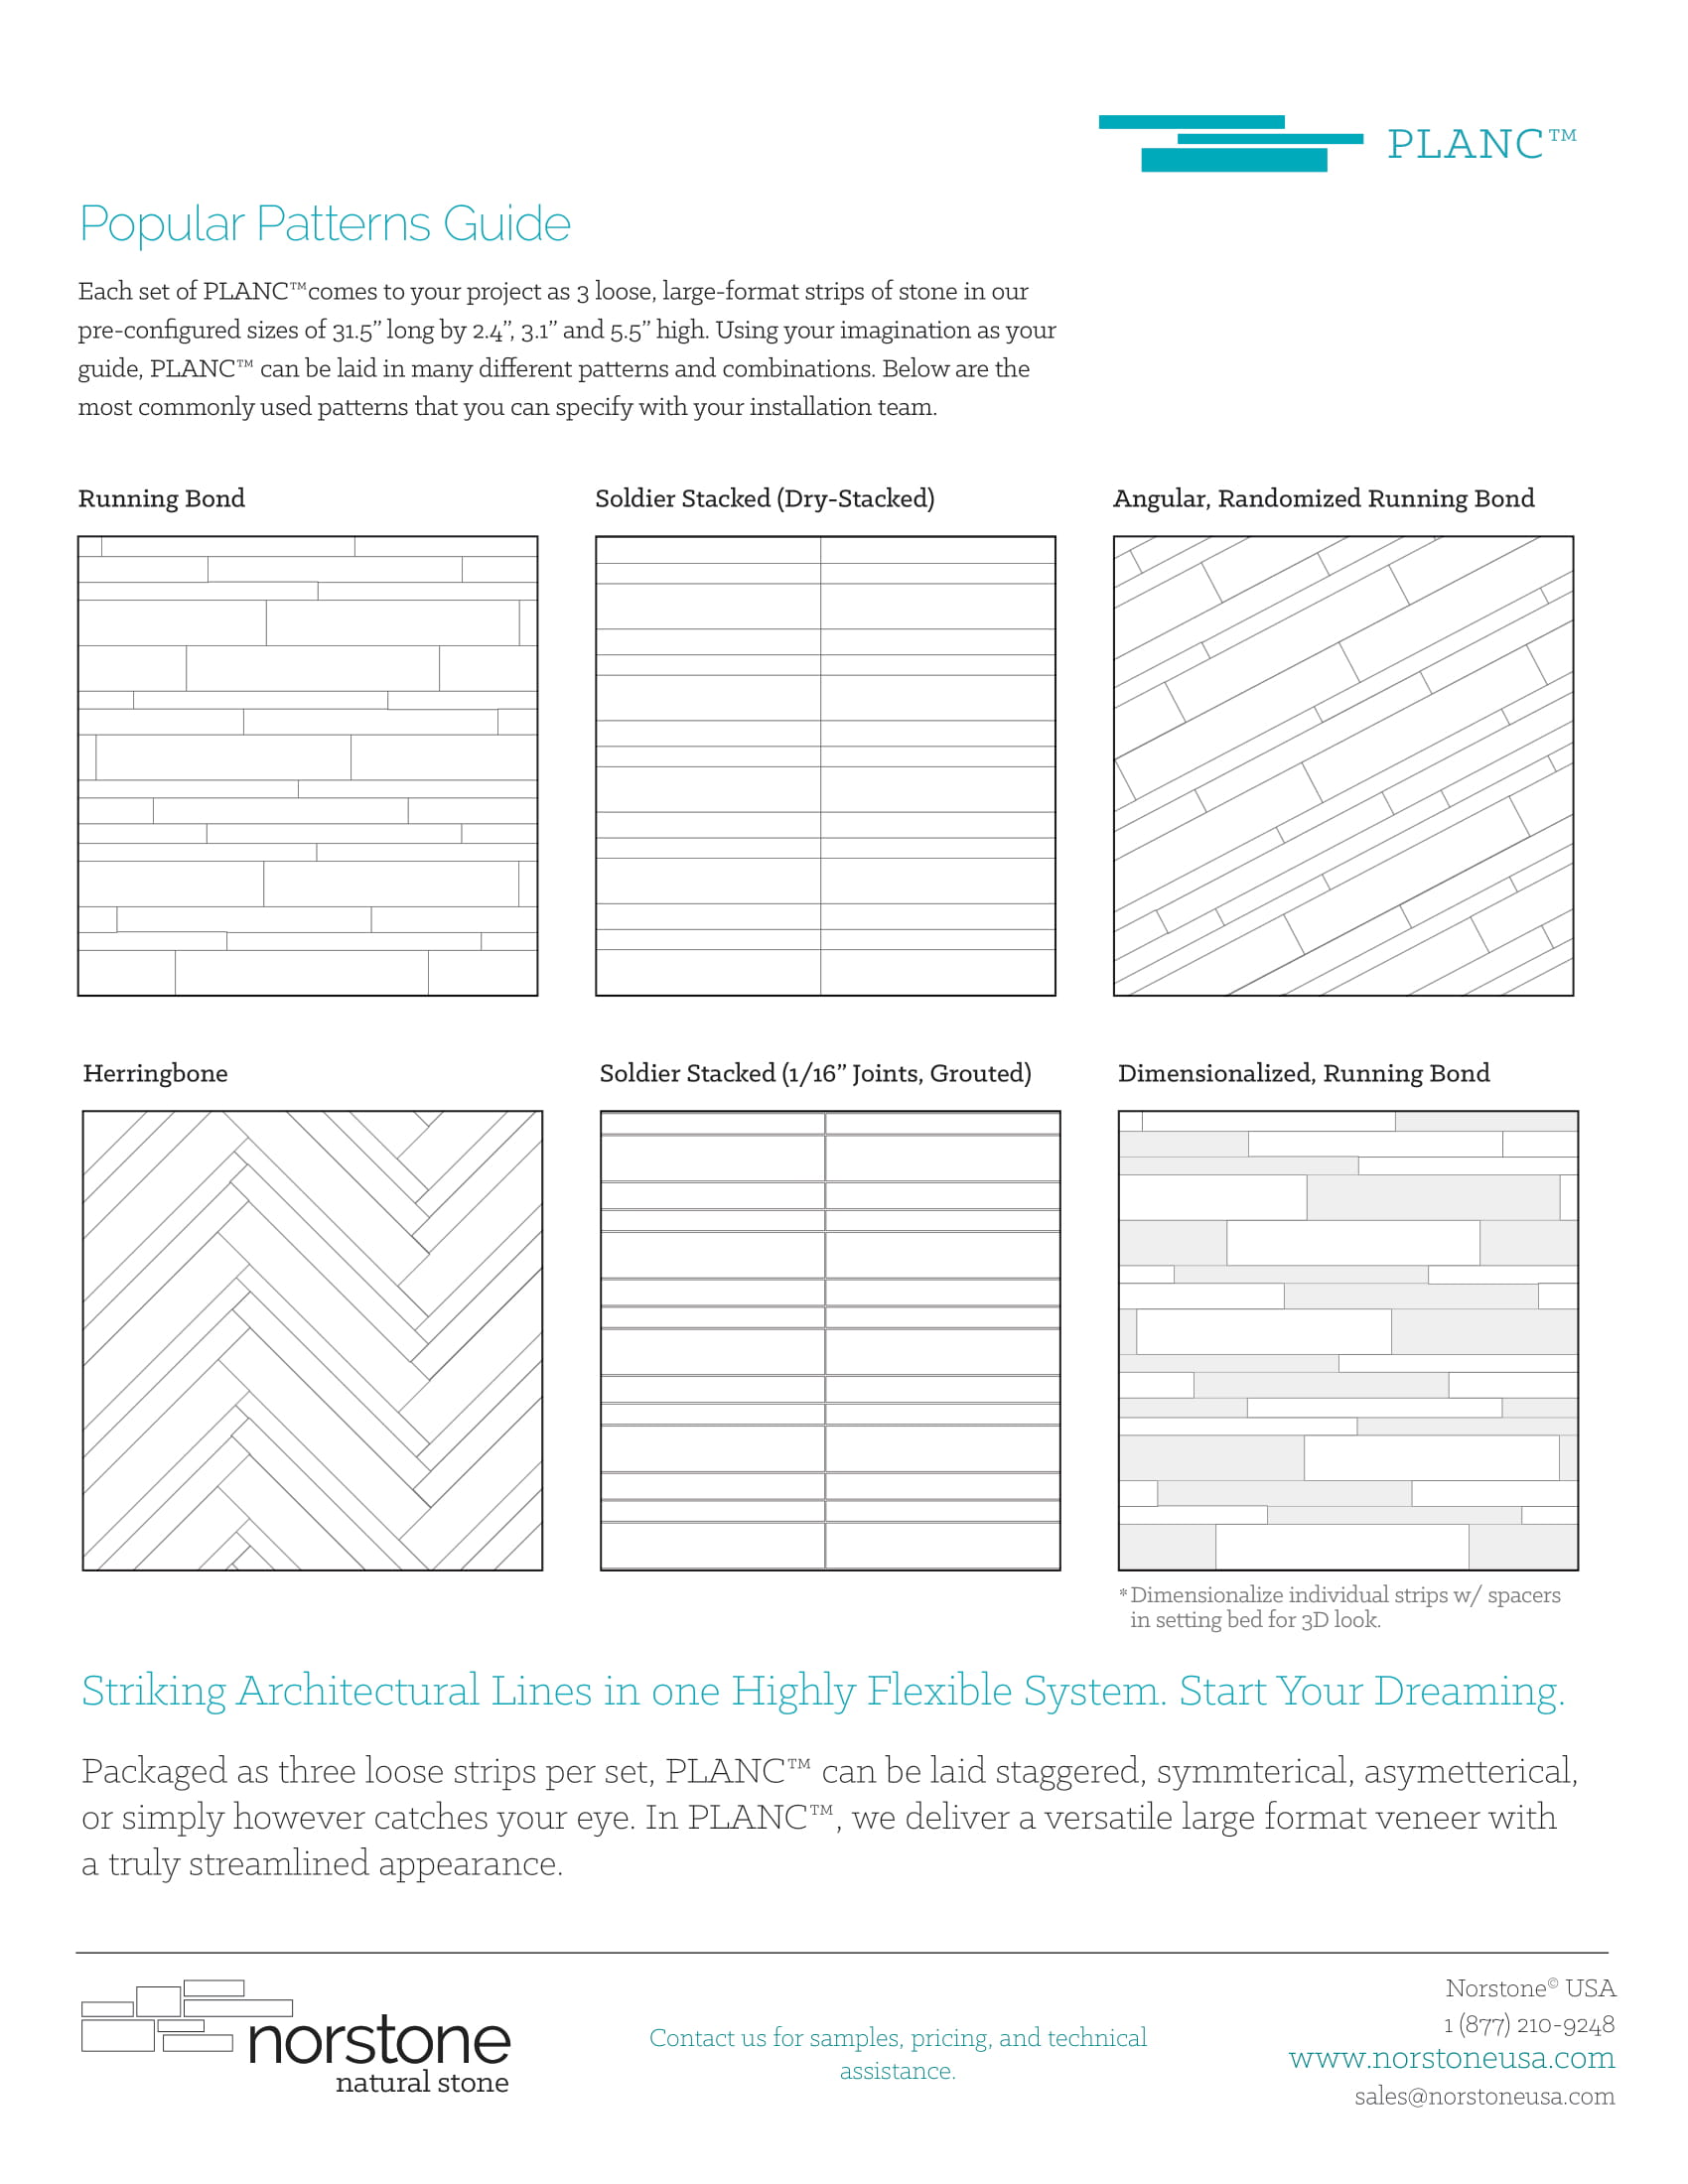 PLANC™
Popular Patterns Guide
Each set of PLANC™comes to your project as 3 loose, large-format strips of stone in our
pre-configured sizes of 31.5” long by 2.4”, 3.1” and 5.5” high. Using your imagination as your
guide, PLANC™ can be laid in many different patterns and combinations. Below are the
most commonly used patterns that you can specify with your installation team.
Running Bond
Soldier Stacked (Dry-Stacked)
Angular, Randomized Running Bond
Herringbone
Soldier Stacked (1/16” Joints, Grouted)
Dimensionalized, Running Bond
*Dimensionalize individual strips w/ spacers
in setting bed for 3D look.
Striking Architectural Lines in one Highly Flexible System. Start Your Dreaming.
Packaged as three loose strips per set, PLANC™ can be laid staggered, symmterical, asymetterical,
or simply however catches your eye. In PLANC™, we deliver a versatile large format veneer with
a truly streamlined appearance.
norstone
natural stone
Contact us for samples, pricing, and technical
assistance.
Norstone© USA
1 (877) 210-9248
www.norstoneusa.com
sales@norstoneusa.com